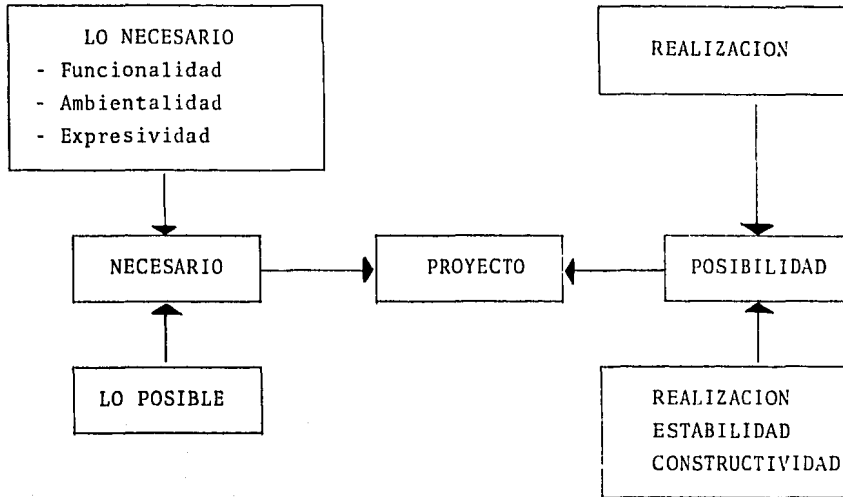 LO NECESARIO
- Funcionalidad
- Ambientalidad
- Expresividad
REALIZACION
NECESARIO
PROYECTO
POSIBILIDAD
LO POSIBLE
REALIZACION
ESTABILIDAD
CONSTRUCTIVIDAD